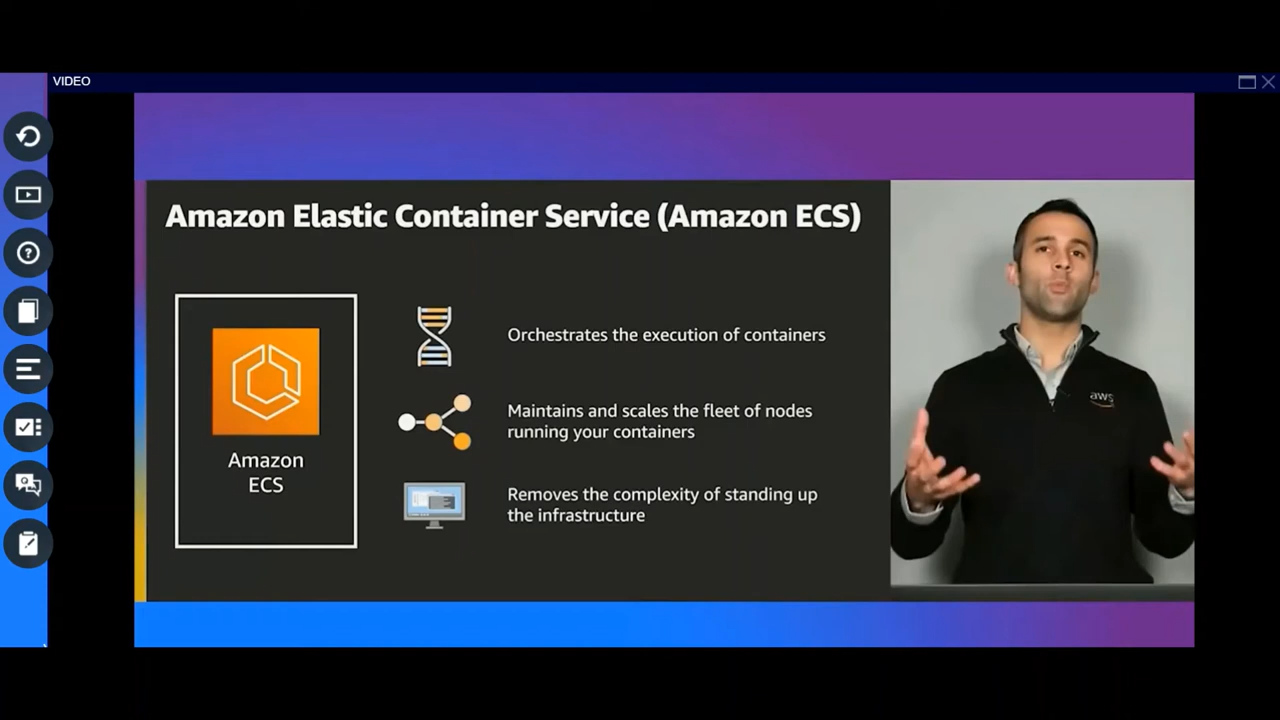 VIDEO
Amazon Elastic Container Service (Amazon ECS)
Amazon
ECS
Orchestrates the execution of containers
Maintains and scales the fleet of nodes
running your containers
Removes the complexity of standing up
the infrastructure
aws